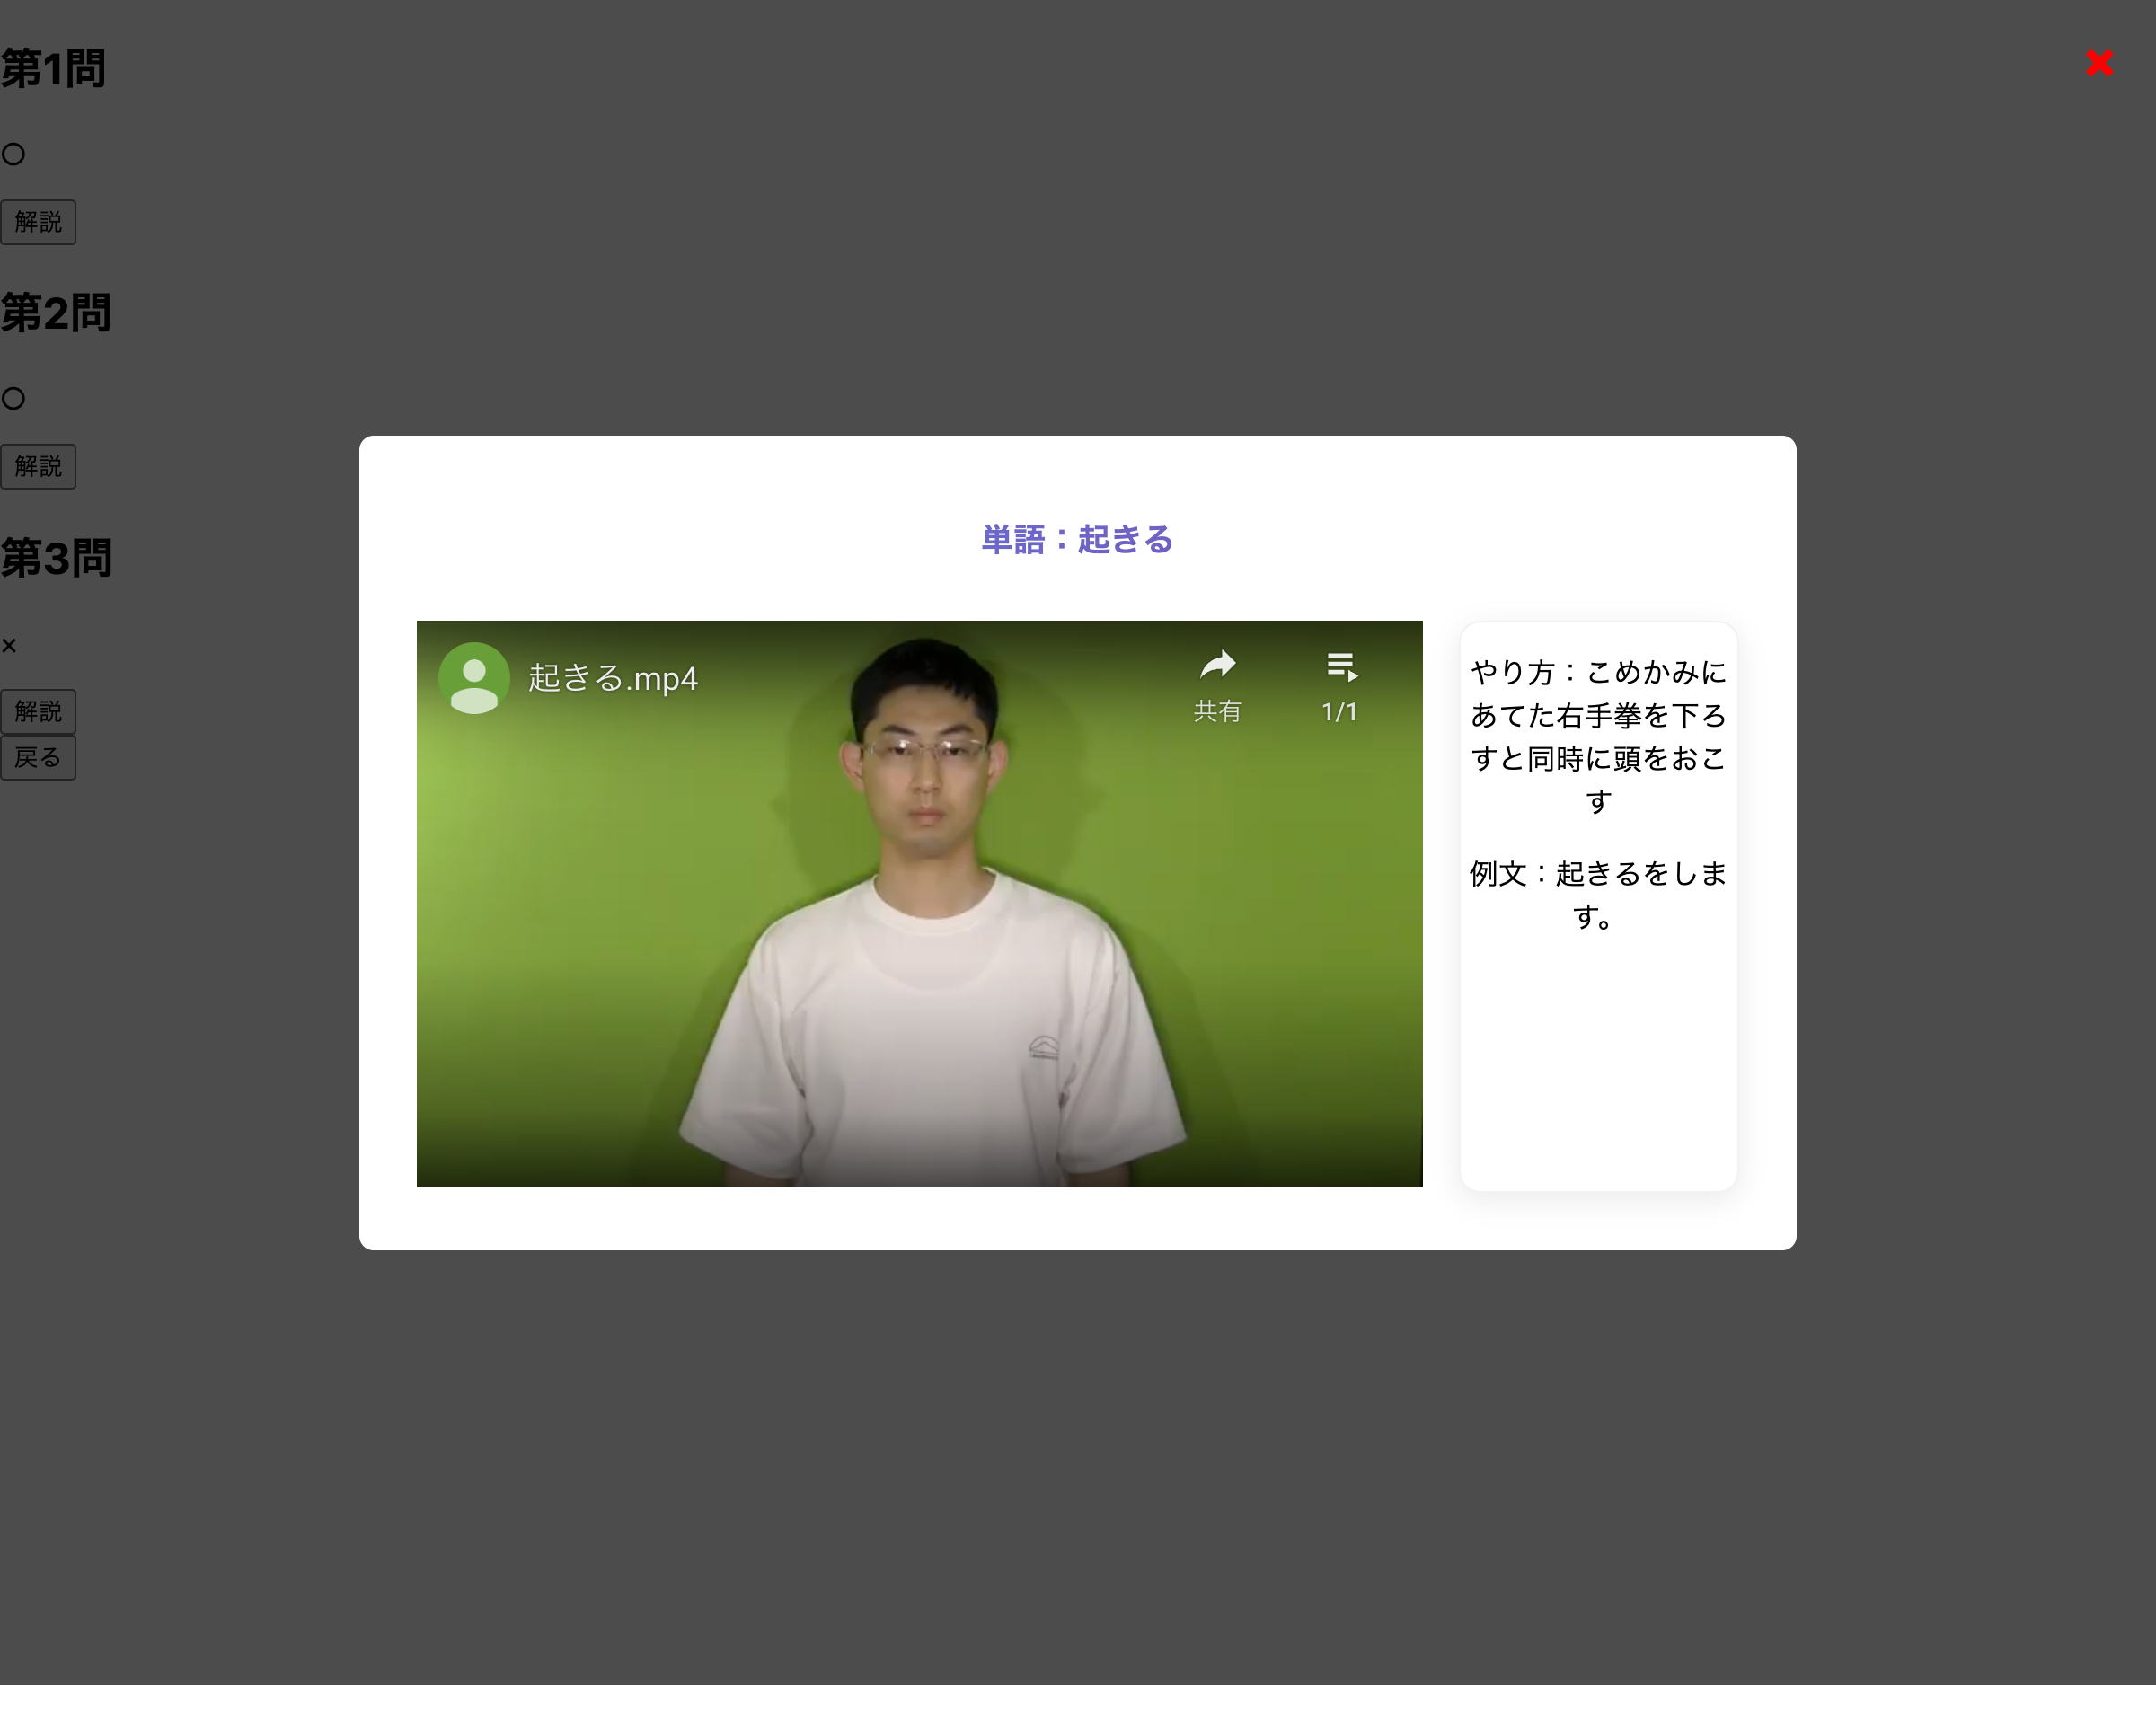 第1問
○
解説
第2問
○
解説
第3問
×
解説
戻る
単語：起きる
起きる.mp4
共有
1/1
やり方：こめかみに
あてた右手拳を下ろ
すと同時に頭をおこ
す
例文：起きるをしま
す。